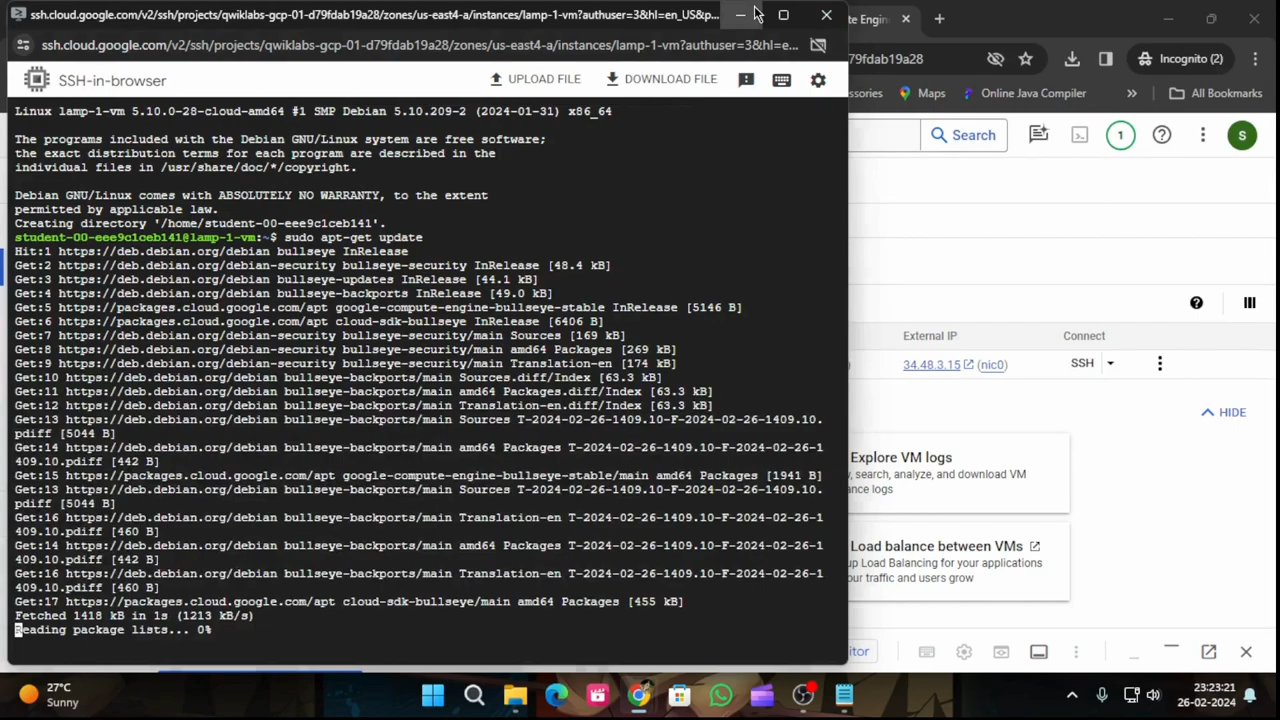 ssh.cloud.google.com/v2/ssh/projects/qwiklabs-gcp-01-d79fdab19a28/zones/us-east4-a/instances/lamp-1-vm?authuser=3&hl=en_US&p...
te Engin
ssh.cloud.google.com/v2/ssh/projects/qwiklabs-gcp-01-d79fdab19a28/zones/us-east4-a/instances/lamp-1-vm?authuser=3&hl=e...
79fdab19a28
Incognito (2)
SSH-in-browser
UPLOAD FILE
DOWNLOAD FILE
ssories
Maps
Online Java Compiler
»
All Bookmarks
Search
1
S
Linux lamp-1-vm 5.10.0-28-cloud-amd64 #1 SMP Debian 5.10.209-2 (2024-01-31) x86_64
The programs included with the Debian GNU/Linux system are free software;
the exact distribution terms for each program are described in the
individual files in /usr/share/doc/*/copyright.
Debian GNU/Linux comes with ABSOLUTELY NO WARRANTY, to the extent
permitted by applicable law.
Creating directory '/home/student-00-eee9c1ceb141'.
student-00-eee9c1ceb141@lamp-1-vm:~$ sudo apt-get update
Hit:1 https://deb.debian.org/debian bullseye InRelease
Get:2 https://deb.debian.org/debian-security bullseye-security InRelease [48.4 kB]
Get:3 https://deb.debian.org/debian bullseye-updates InRelease [44.1 kB]
Get:4 https://deb.debian.org/debian bullseye-backports InRelease [49.0 kB]
Get:5 https://packages.cloud.google.com/apt google-compute-engine-bullseye-stable InRelease [5146 B]
Get:6 https://packages.cloud.google.com/apt cloud-sdk-bullseye InRelease [6406 B]
Get:7 https://deb.debian.org/debian-security bullseye-security/main Sources [169 kB]
Get:8 https://deb.debian.org/debian-security bullseye-security/main amd64 Packages [269 kB]
Get:9 https://deb.debian.org/debian-security bullseye-security/main Translation-en [174 kB]
Get:10 https://deb.debian.org/debian bullseye-backports/main Sources.diff/Index [63.3 kB]
Get:11 https://deb.debian.org/debian bullseye-backports/main amd64 Packages.diff/Index [63.3 kB]
Get:12 https://deb.debian.org/debian bullseye-backports/main Translation-en.diff/Index [63.3 kB]
Get:13 https://deb.debian.org/debian bullseye-backports/main Sources T-2024-02-26-1409.10-F-2024-02-26-1409.10.
pdiff [5044 B]
Get:14 https://deb.debian.org/debian bullseye-backports/main amd64 Packages T-2024-02-26-1409.10-F-2024-02-26-1
409.10.pdiff [442 B]
Get:15 https://packages.cloud.google.com/apt google-compute-engine-bullseye-stable/main amd64 Packages [1941 B]
Get:13 https://deb.debian.org/debian bullseye-backports/main Sources T-2024-02-26-1409.10-F-2024-02-26-1409.10.
pdiff [5044 B]
Get:16 https://deb.debian.org/debian bullseye-backports/main Translation-en T-2024-02-26-1409.10-F-2024-02-26-1
409.10.pdiff [460 B]
Get:14 https://deb.debian.org/debian bullseye-backports/main amd64 Packages T-2024-02-26-1409.10-F-2024-02-26-1
409.10.pdiff [442 B]
Get:16 https://deb.debian.org/debian bullseye-backports/main Translation-en T-2024-02-26-1409.10-F-2024-02-26-1
409.10.pdiff [460 B]
Get:17 https://packages.cloud.google.com/apt cloud-sdk-bullseye/main amd64 Packages [455 kB]
Fetched 1418 kB in 1s (1213 kB/s)
Reading package lists... 0%
External IP
Connect
34.48.3.15 (nic0)
SSH
HIDE
Explore VM logs
, search, analyze, and download VM
ance logs
Load balance between VMs
up Load Balancing for your applications
our traffic and users grow
itor
27°C
Sunny
23:23:21
26-02-2024